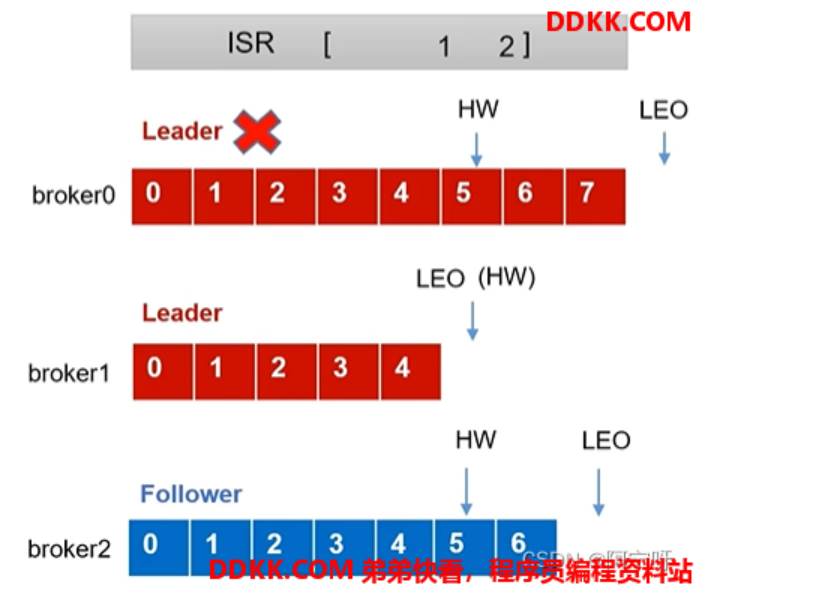 DDKK.COM
ISR [ 1 2 ]
HW LEO
Leader
broker0 0 1 2 3 4 5 6 7
LEO (HW)
Leader
broker1 0 1 2 3 4
HW LEO
Follower
broker2 0 1 2 3 4 5 6
CSDN
DDKK.COM 弟弟快看，程序员编程资料站